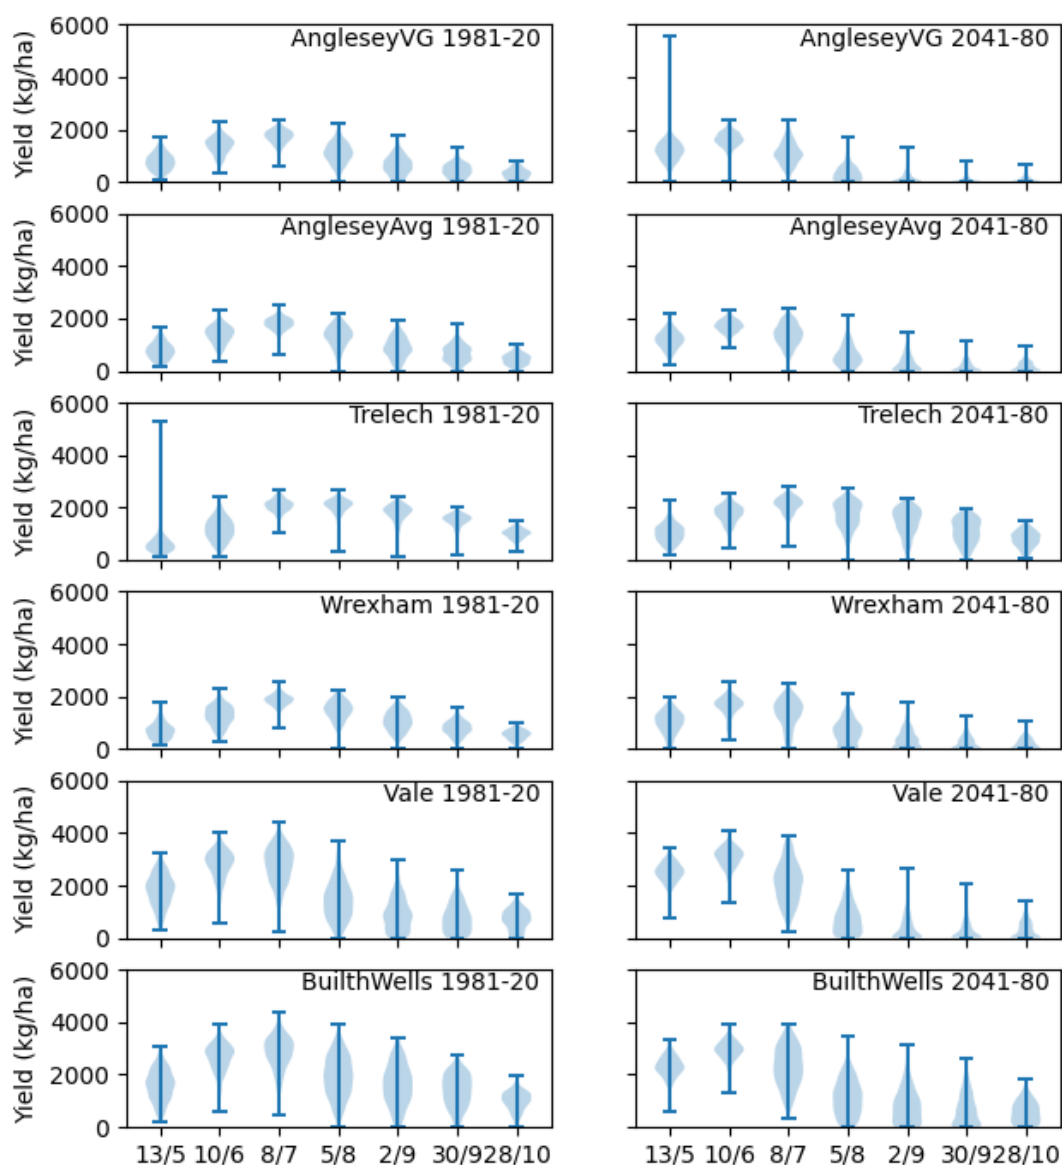 6000 AngleseyVG 1981-20 AngleseyVG 2041-80
4000
2000
0
Yield (kg/ha)
6000 AngleseyAvg 1981-20 AngleseyAvg 2041-80
4000
2000
0
Yield (kg/ha)
6000 Trelech 1981-20 Trelech 2041-80
4000
2000
0
Yield (kg/ha)
6000 Wrexham 1981-20 Wrexham 2041-80
4000
2000
0
Yield (kg/ha)
6000 Vale 1981-20 Vale 2041-80
4000
2000
0
Yield (kg/ha)
6000 BuilthWells 1981-20 BuilthWells 2041-80
4000
2000
0
Yield (kg/ha)
13/5 10/6 8/7 5/8 2/9 30/9 28/10 13/5 10/6 8/7 5/8 2/9 30/9 28/10